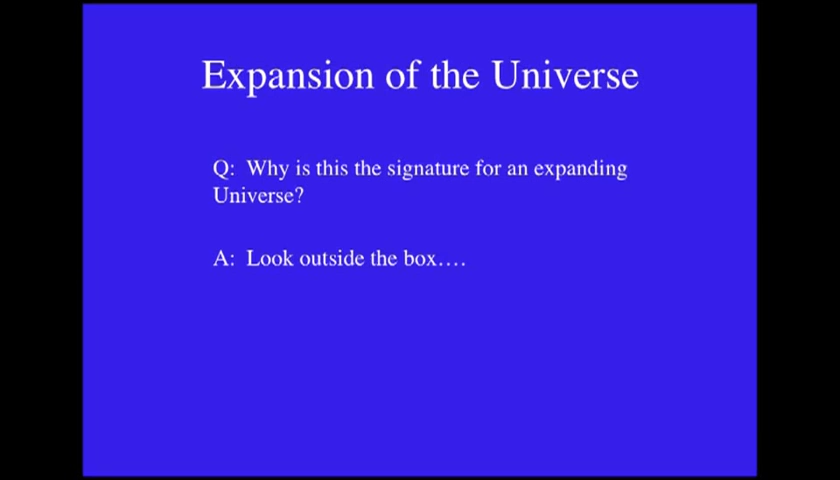 Expansion of the Universe
Q: Why is this the signature for an expanding
Universe?
A: Look outside the box....